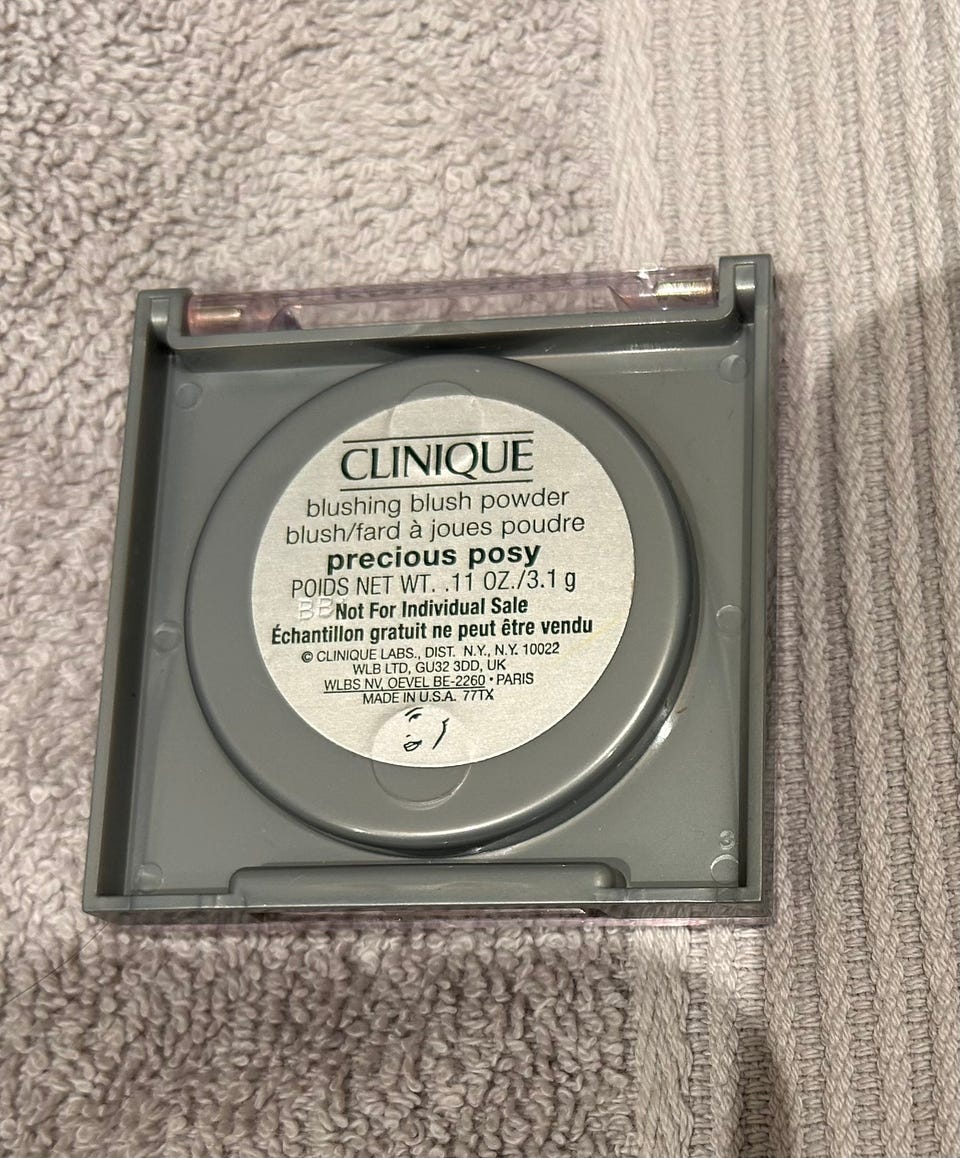 CLINIQUE
blushing blush powder
blush/fard à joues poudre
precious posy
POIDS NET WT. .11 OZ./3.1 g
Not For Individual Sale
Échantillon gratuit ne peut être vendu
© CLINIQUE LABS., DIST. N.Y., N.Y. 10022
WLB LTD, GU32 3DD, UK
WLBS NV, OEVEL BE-2260 • PARIS
MADE IN U.S.A. 77TX
3